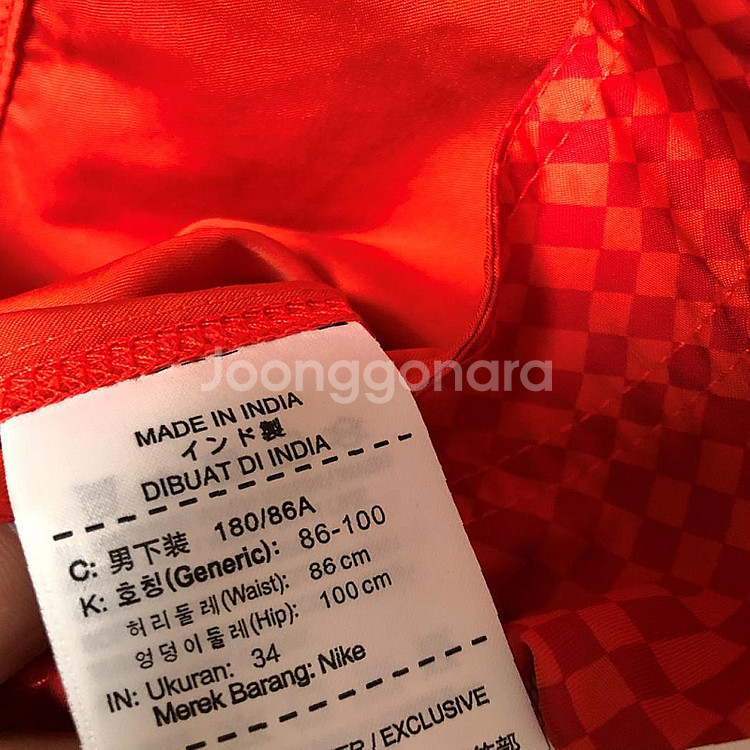 Joonggonara
MADE IN INDIA
インド製
DIBUAT DI INDIA
C: 男下装 180/86A
K: 호칭(Generic): 86-100
허리둘레(Waist): 86 cm
엉덩이둘레(Hip): 100 cm
IN: Ukuran: 34
Merek Barang: Nike
/ EXCLUSIVE